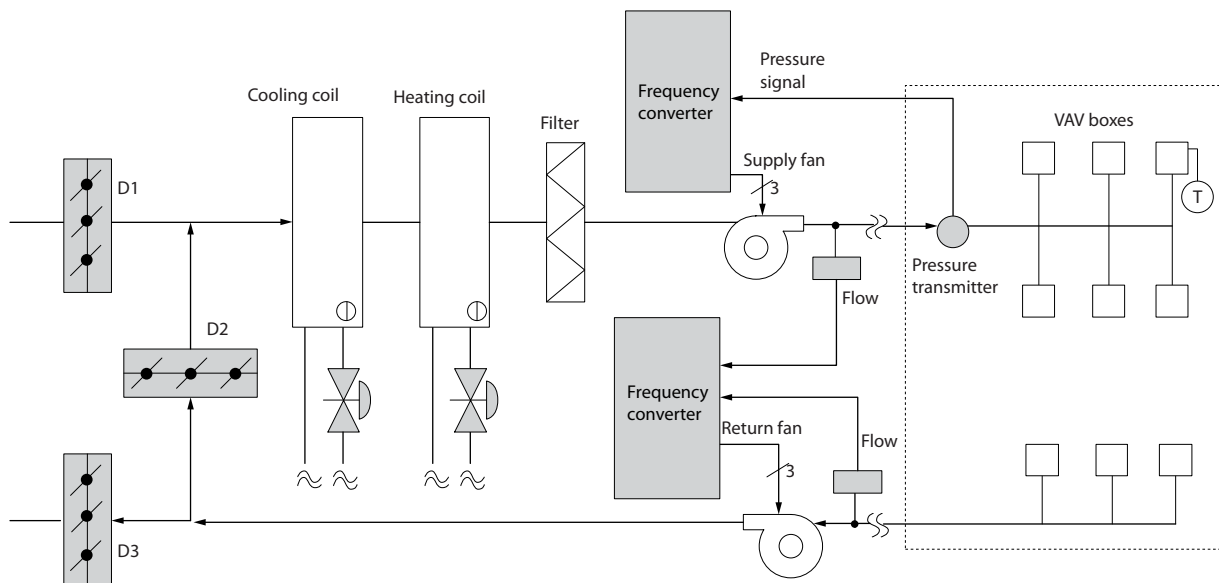 Cooling coil
Heating coil
Filter
Frequency
converter
Pressure
signal
VAV boxes
Supply fan
3
D1
T
Pressure
transmitter
Flow
D2
Frequency
converter
Return fan
3
Flow
D3